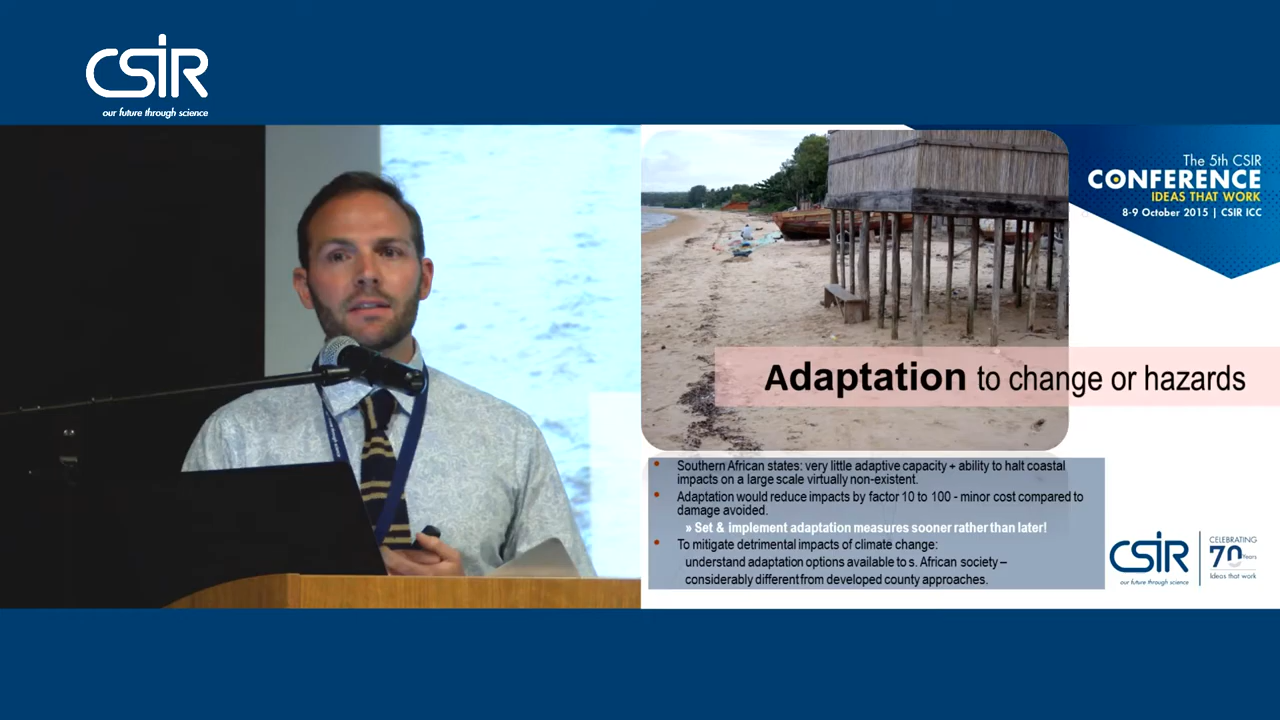 CSIR
our future through science
The 5th CSIR
CONFERENCE
IDEAS THAT WORK
8-9 October 2015 | CSIR ICC
Adaptation to change or hazards
• Southern African states: very little adaptive capacity + ability to halt coastal
impacts on a large scale virtually non-existent.
• Adaptation would reduce impacts by factor 10 to 100 - minor cost compared to
damage avoided.
» Set & implement adaptation measures sooner rather than later!
• To mitigate detrimental impacts of climate change:
understand adaptation options available to s. African society –
considerably different from developed county approaches.
CSIR
our future through science
CELEBRATING
70 Years
Ideas that work